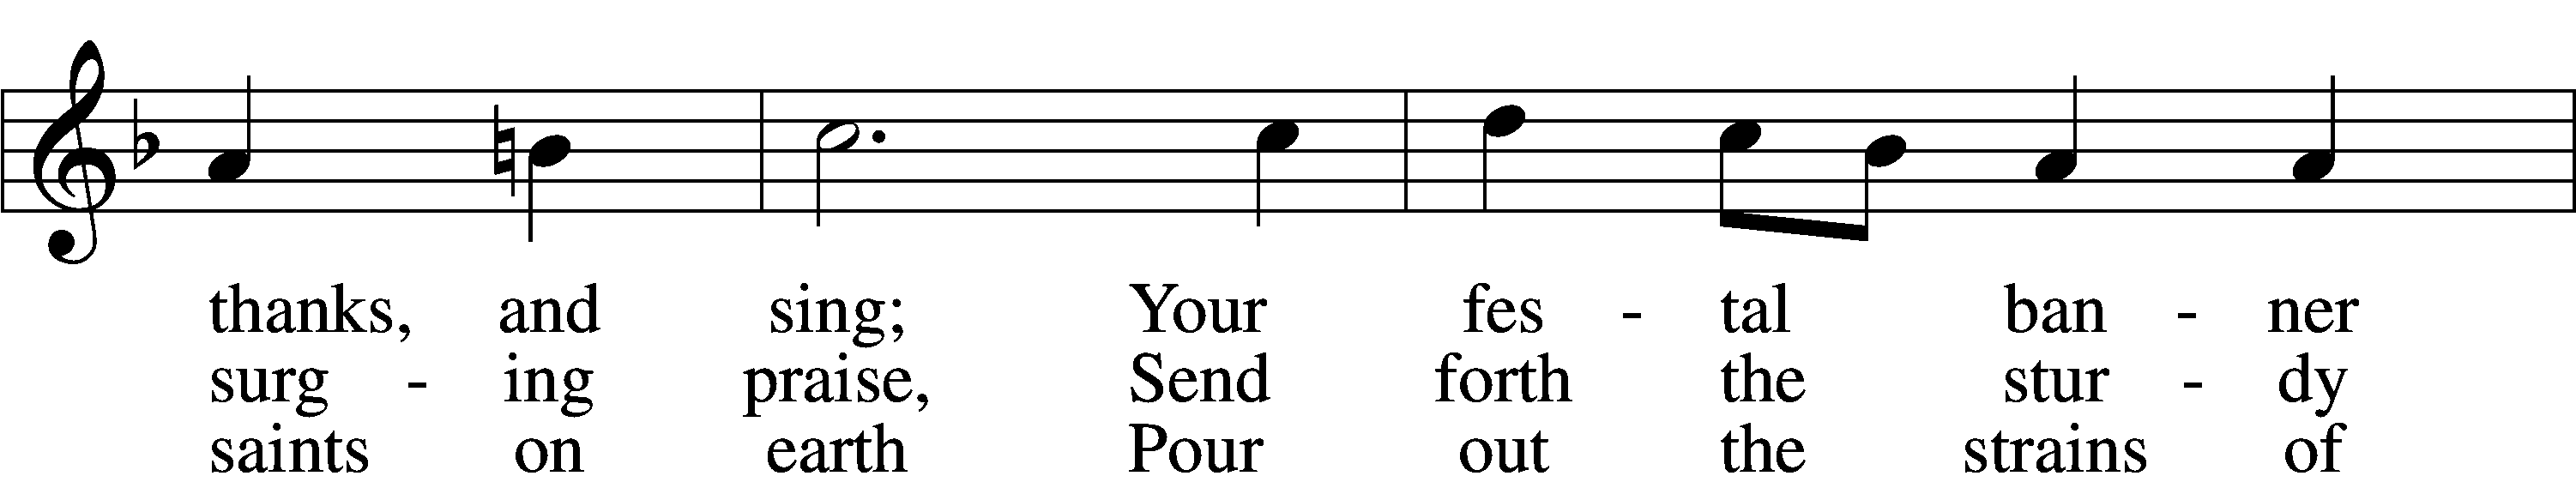 thanks, and sing; Your fes - tal ban - ner
surg - ing praise, Send forth the stur - dy
saints on earth Pour out the strains of